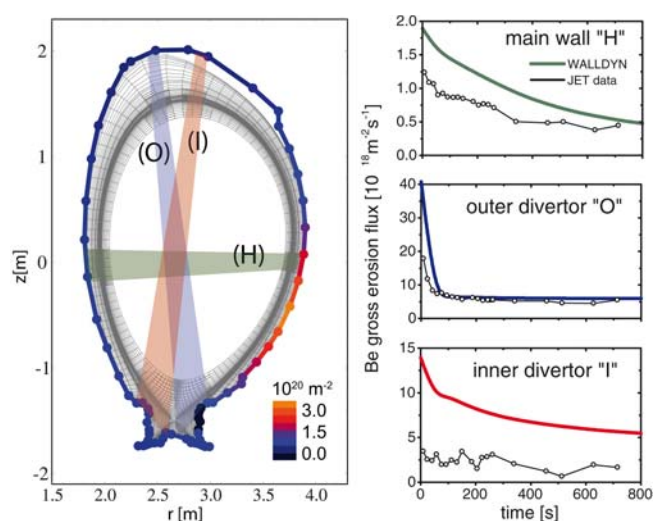 z[m]
2
1
0
-1
-2
(O)
(I)
(H)
10²⁰ m⁻²
3.0
1.5
0.0
1.5 2.0 2.5 3.0 3.5 4.0
r [m]
Be gross erosion flux [10 ¹⁸m⁻²s⁻¹]
main wall "H"
WALLDYN
JET data
2.0
1.5
1.0
0.5
0.0
outer divertor "O"
40
30
20
10
0
inner divertor "I"
15
10
5
0
0 200 400 600 800
time [s]